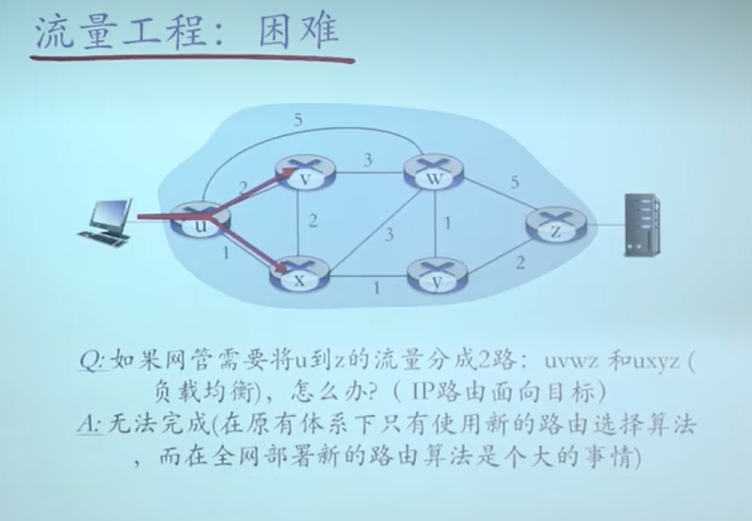 流量工程：困难
5
v
3
w
2
5
u
2
3
1
z
1
x
1
y
2
Q:如果网管需要将u到z的流量分成2路：uvwz 和uxyz (
负载均衡)，怎么办?（ IP路由面向目标）
A:无法完成(在原有体系下只有使用新的路由选择算法
，而在全网部署新的路由算法是个大的事情)